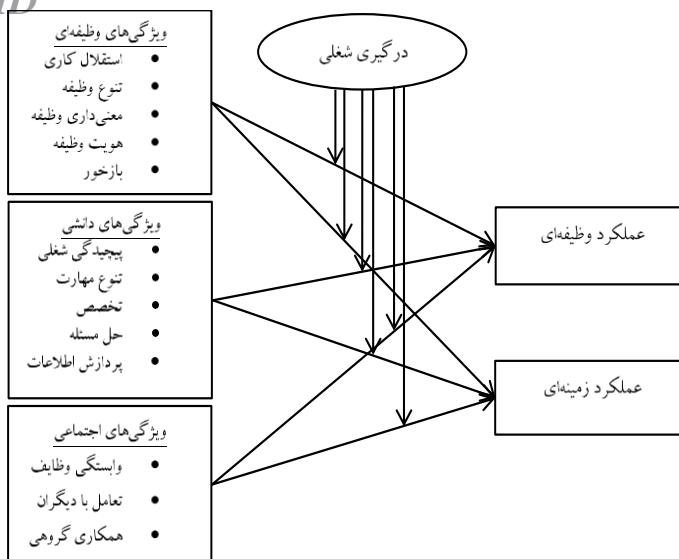 ویژگی‌های وظیفه‌ای
• استقلال کاری
• تنوع وظیفه
• معنی‌داری وظیفه
• هویت وظیفه
• بازخور
ویژگی‌های دانشی
• پیچیدگی شغلی
• تنوع مهارت
• تخصص
• حل مسئله
• پردازش اطلاعات
ویژگی‌های اجتماعی
• وابستگی وظایف
• تعامل با دیگران
• همکاری گروهی
درگیری شغلی
عملکرد وظیفه‌ای
عملکرد زمینه‌ای